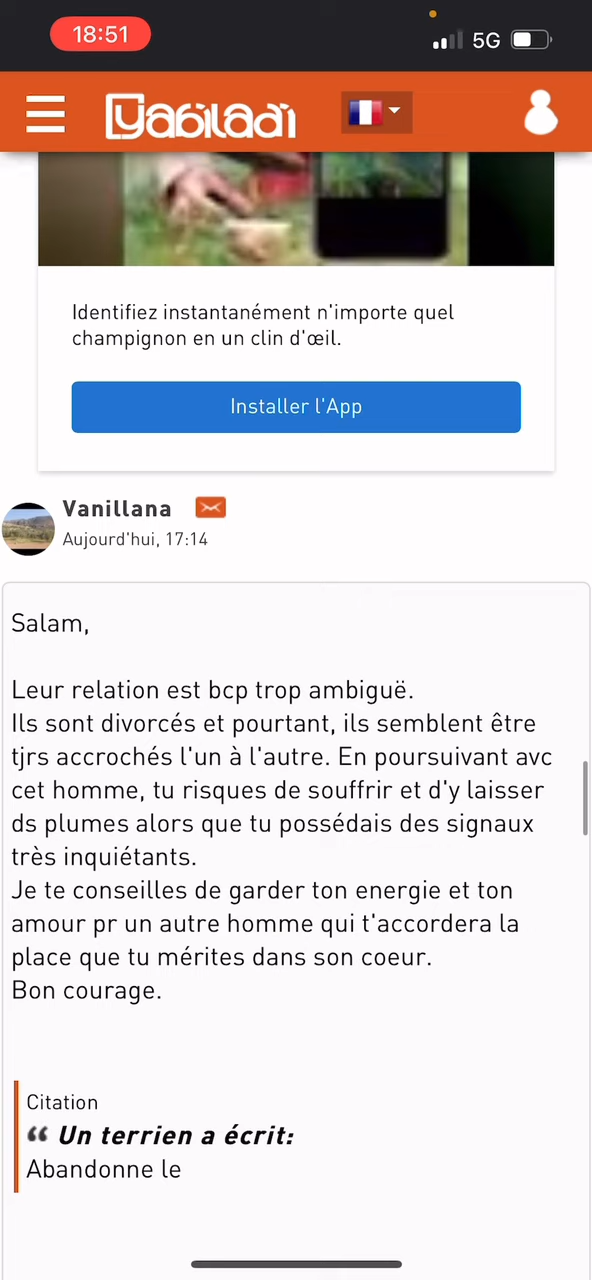 18:51
5G
Yabiladi
Identifiez instantanément n'importe quel
champignon en un clin d'œil.
Installer l'App
Vanillana
Aujourd'hui, 17:14
Salam,
Leur relation est bcp trop ambiguë.
Ils sont divorcés et pourtant, ils semblent être
tjrs accrochés l'un à l'autre. En poursuivant avc
cet homme, tu risques de souffrir et d'y laisser
ds plumes alors que tu possédais des signaux
très inquiétants.
Je te conseilles de garder ton energie et ton
amour pr un autre homme qui t'accordera la
place que tu mérites dans son coeur.
Bon courage.
Citation
“ Un terrien a écrit:
Abandonne le